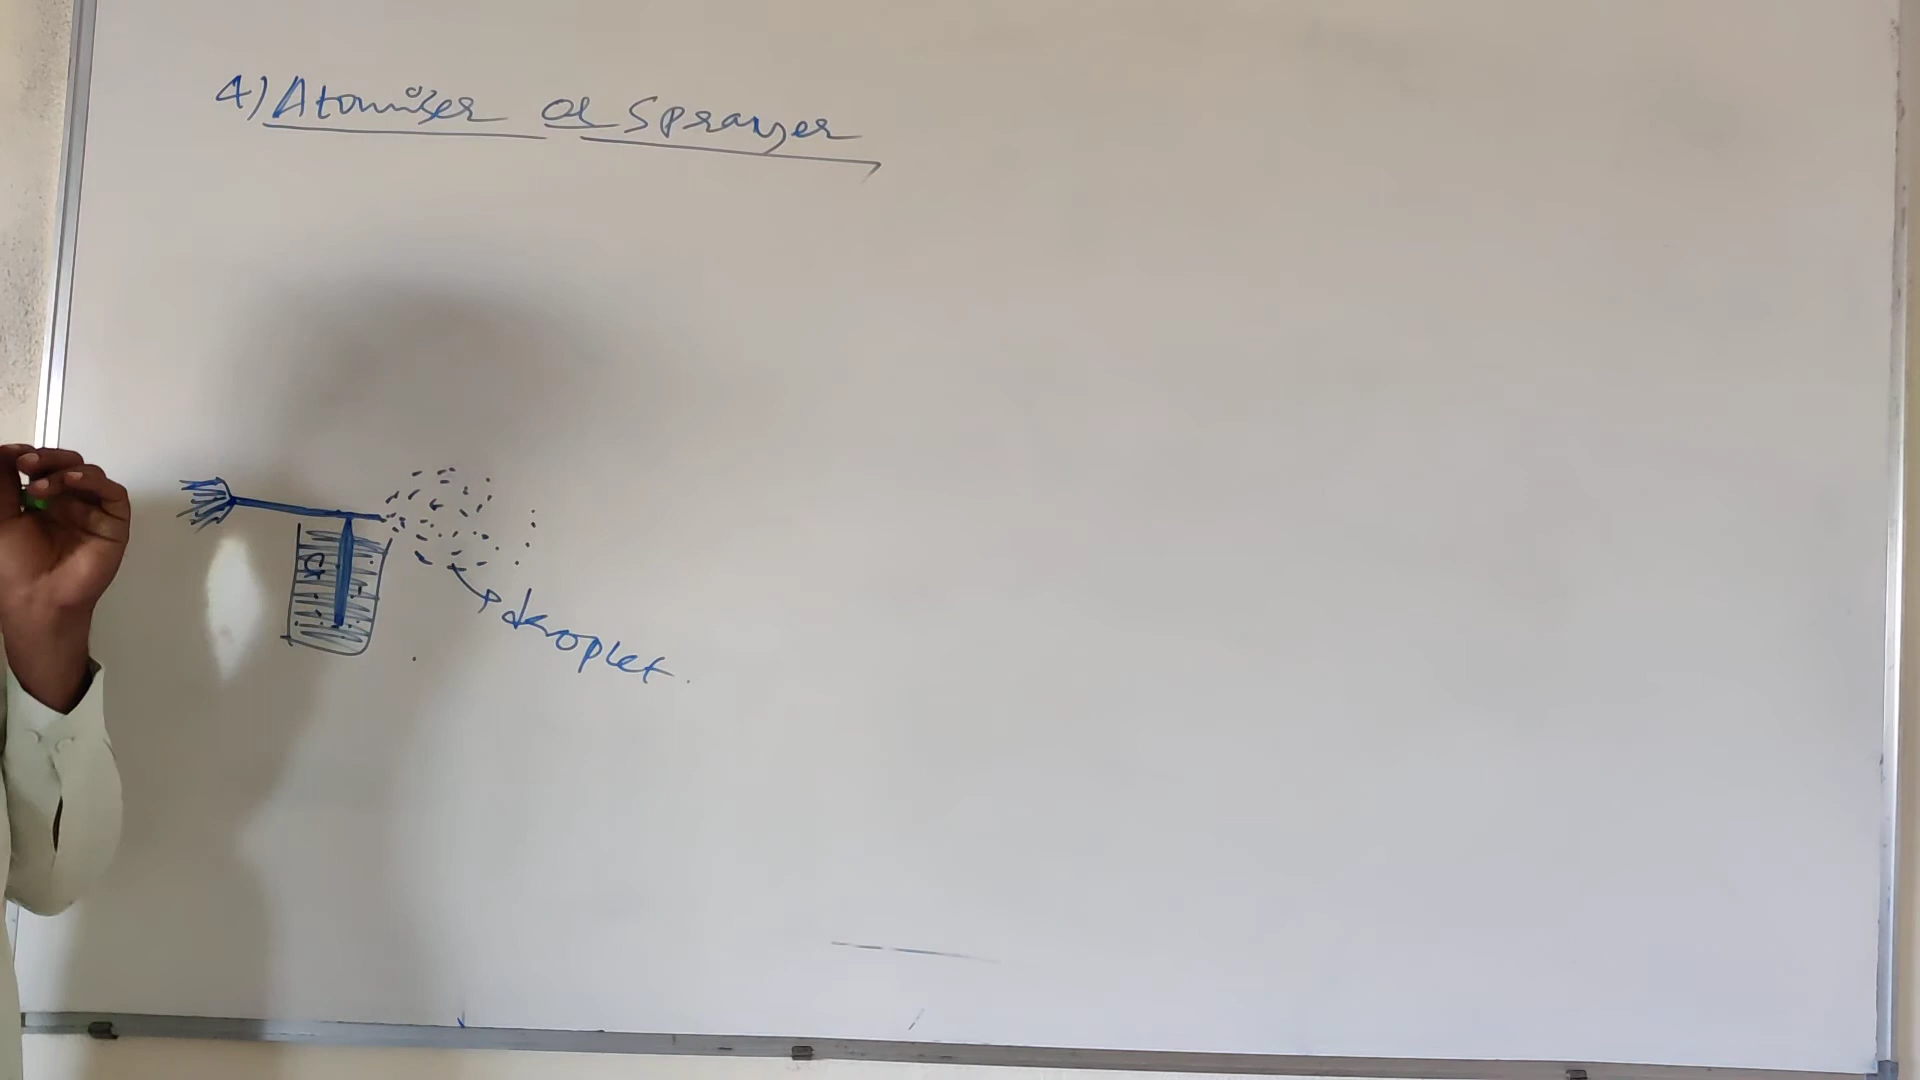 4) Atomiser or Sprayer
droplet.